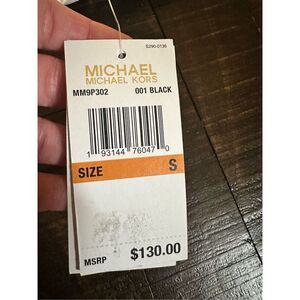 S290-0136
MICHAEL
MICHAEL KORS
MM9P302 001 BLACK
1 93144 76047 0
SIZE S
MSRP $130.00